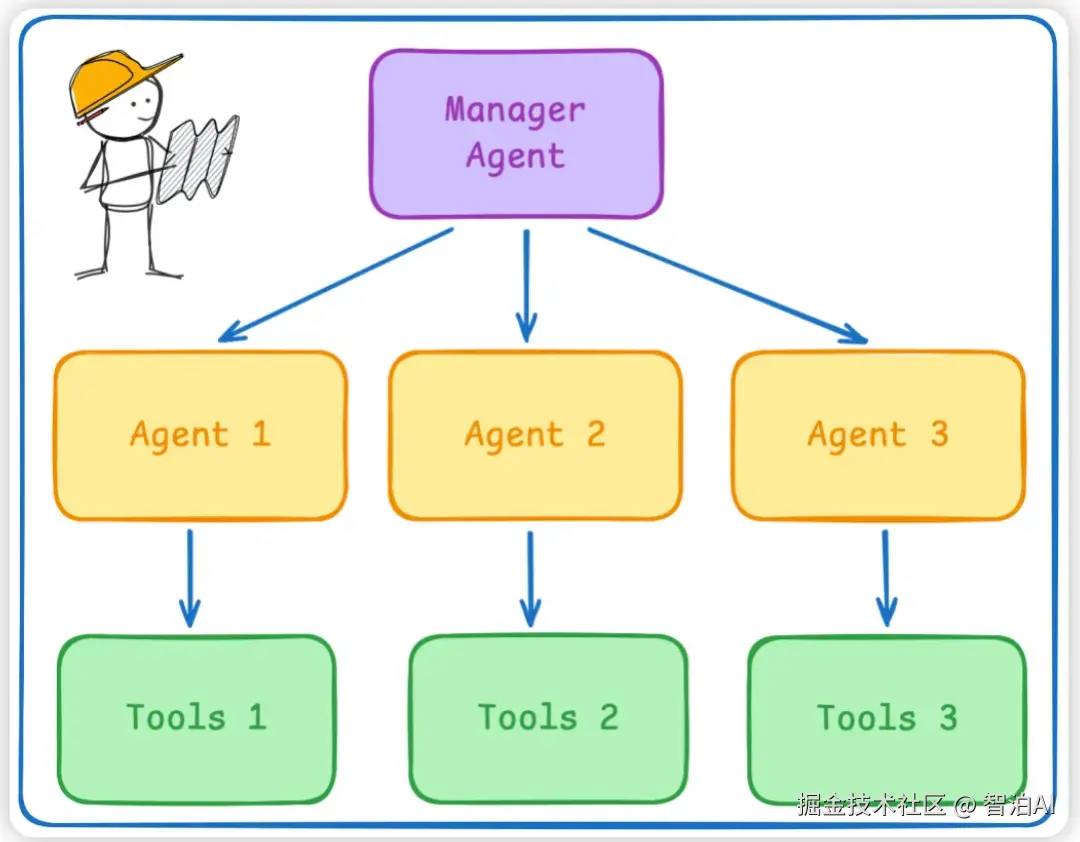 Manager
Agent
Agent 1
Agent 2
Agent 3
Tools 1
Tools 2
Tools 3
掘金技术社区 @ 智泊AI